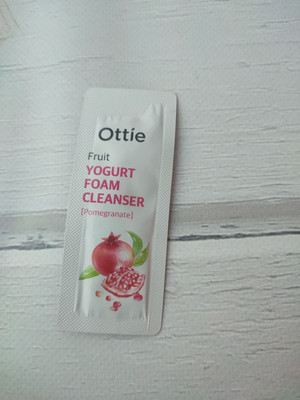 Ottie
Fruit
YOGURT
FOAM
CLEANSER
[Pomegranate]